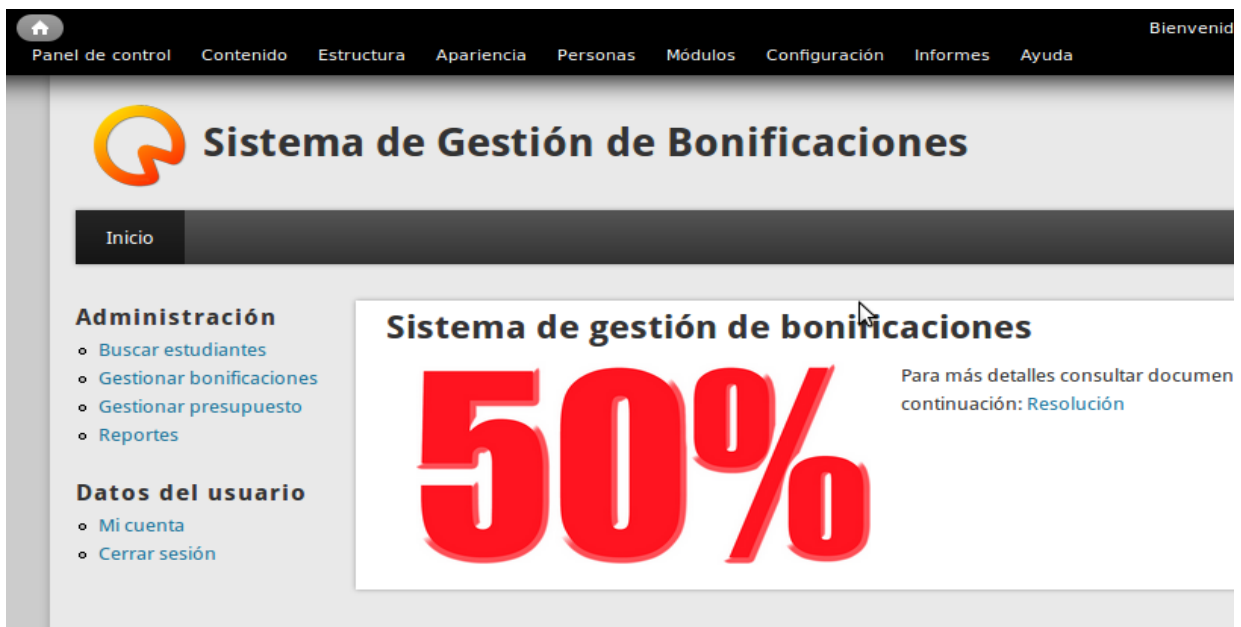 Bienvenid
Panel de control Contenido Estructura Apariencia Personas Módulos Configuración Informes Ayuda
Sistema de Gestión de Bonificaciones
Inicio
Administración
Buscar estudiantes
Gestionar bonificaciones
Gestionar presupuesto
Reportes
Datos del usuario
Mi cuenta
Cerrar sesión
Sistema de gestión de bonificaciones
50%
Para más detalles consultar documen
continuación: Resolución